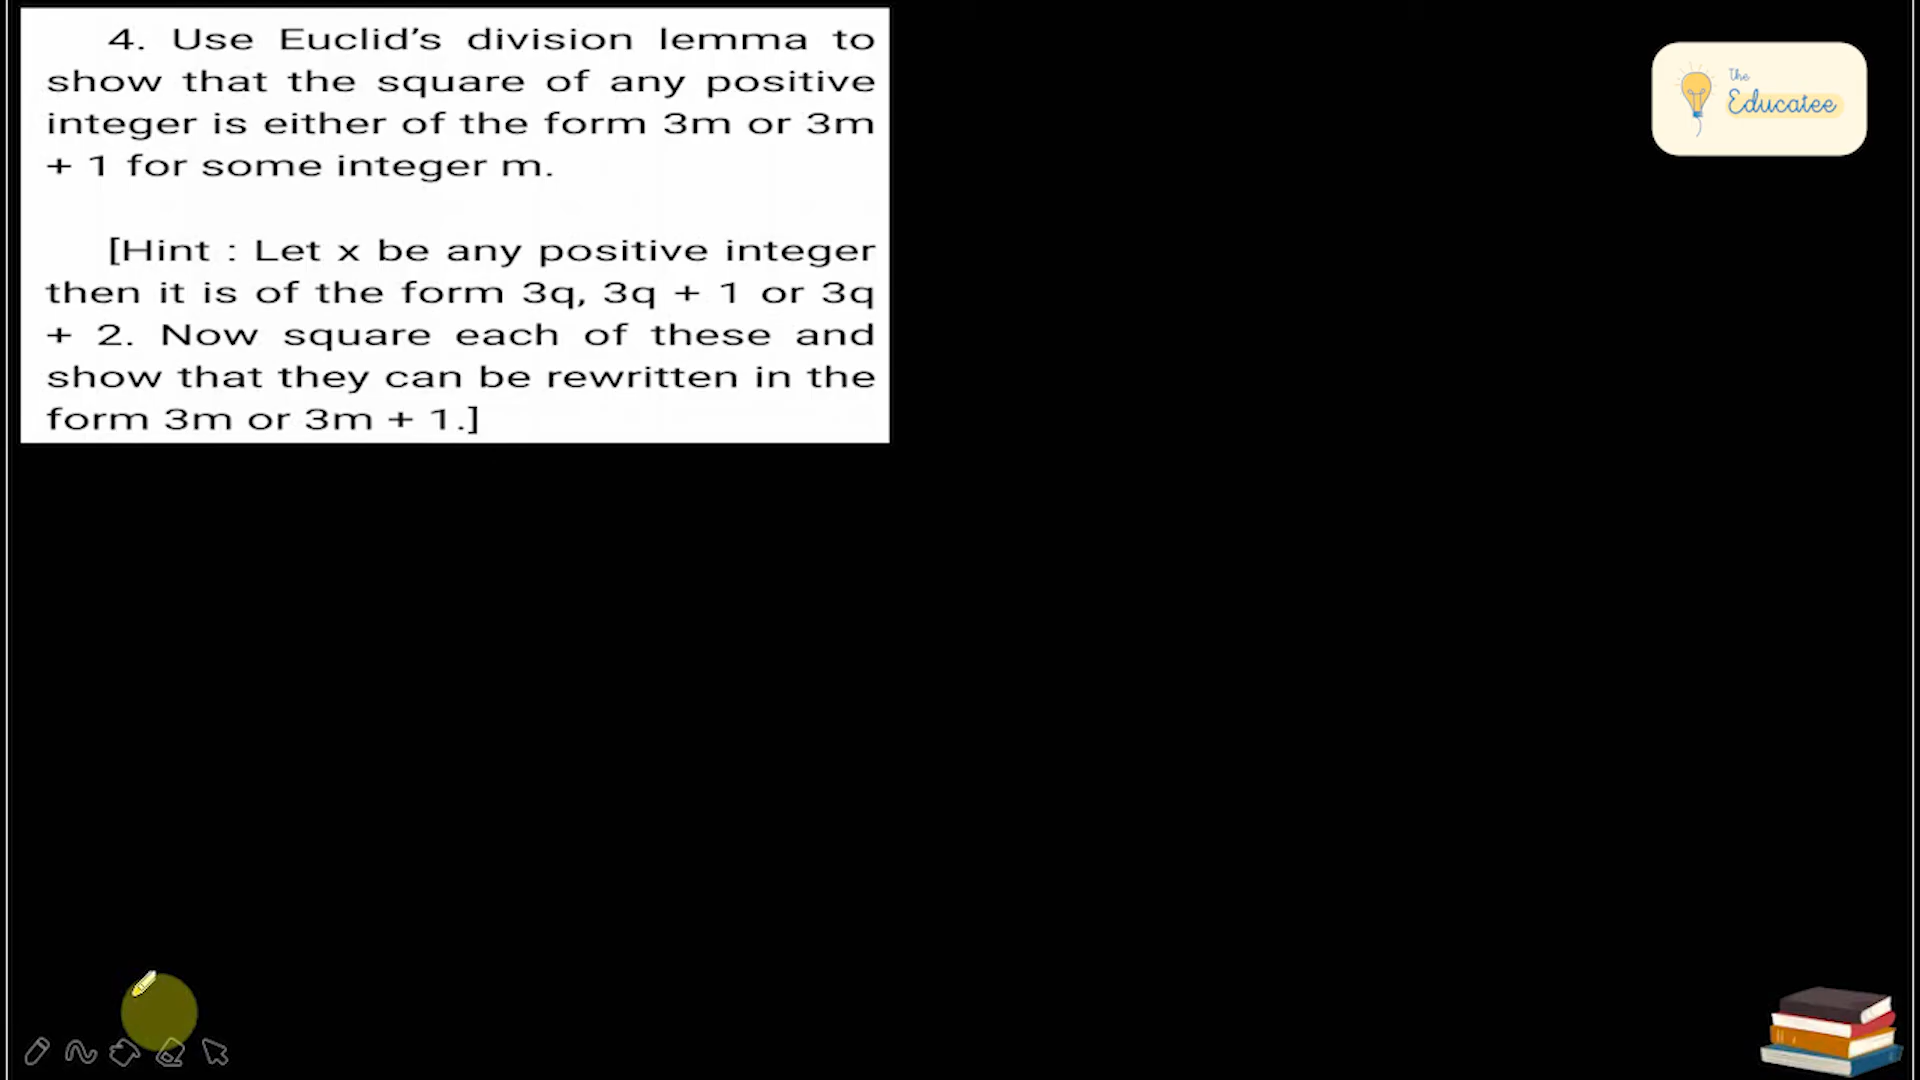 4. Use Euclid’s division lemma to
show that the square of any positive
integer is either of the form 3m or 3m
+ 1 for some integer m.
[Hint : Let x be any positive integer
then it is of the form 3q, 3q + 1 or 3q
+ 2. Now square each of these and
show that they can be rewritten in the
form 3m or 3m + 1.]
The
Educatee